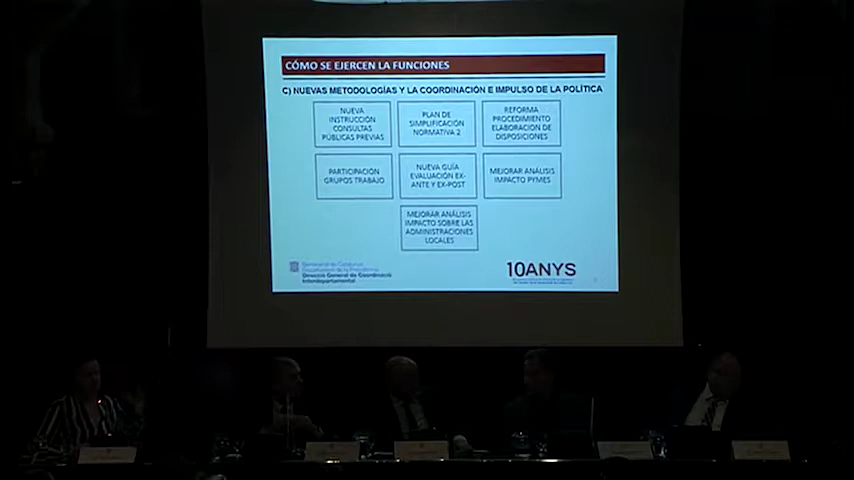 CÓMO SE EJERCEN LA FUNCIONES
C) NUEVAS METODOLOGÍAS Y LA COORDINACIÓN E IMPULSO DE LA POLÍTICA
NUEVA
INSTRUCCIÓN
CONSULTAS
PÚBLICAS PREVIAS
PLAN DE
SIMPLIFICACIÓN
NORMATIVA 2
REFORMA
PROCEDIMIENTO
ELABORACION DE
DISPOSICIONES
PARTICIPACIÓN
GRUPOS TRABAJO
NUEVA GUÍA
EVALUACIÓN EX-
ANTE Y EX-POST
MEJORAR ANÁLISIS
IMPACTO PYMES
MEJORAR ANÁLISIS
IMPACTO SOBRE LAS
ADMINISTRACIONES
LOCALES
Generalitat de Catalunya
Departament de la Presidència
Direcció General de Coordinació
Interdepartamental
10ANYS